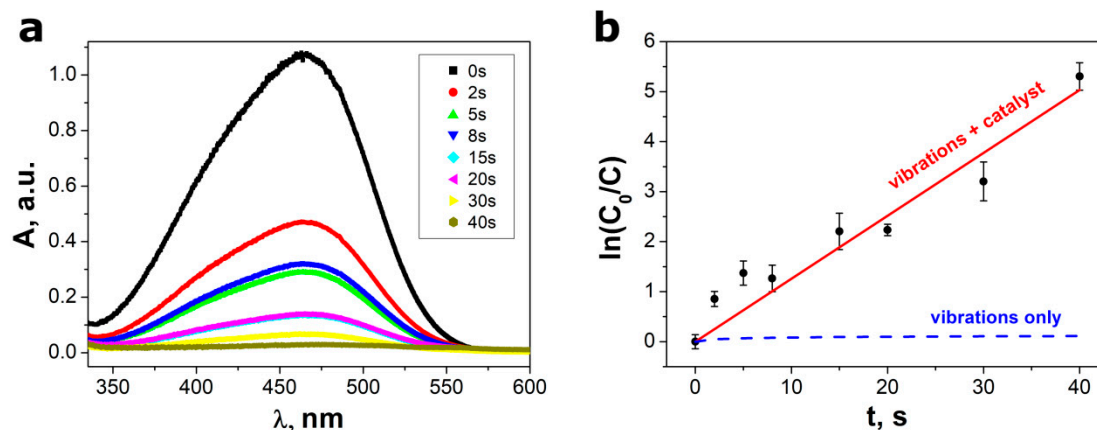 a
A, a.u.
1.0
0.8
0.6
0.4
0.2
0.0
350
400
450
500
550
600
λ, nm
0s
2s
5s
8s
15s
20s
30s
40s
b
ln(C₀/C)
6
5
4
3
2
1
0
0
10
20
30
40
t, s
vibrations + catalyst
vibrations only